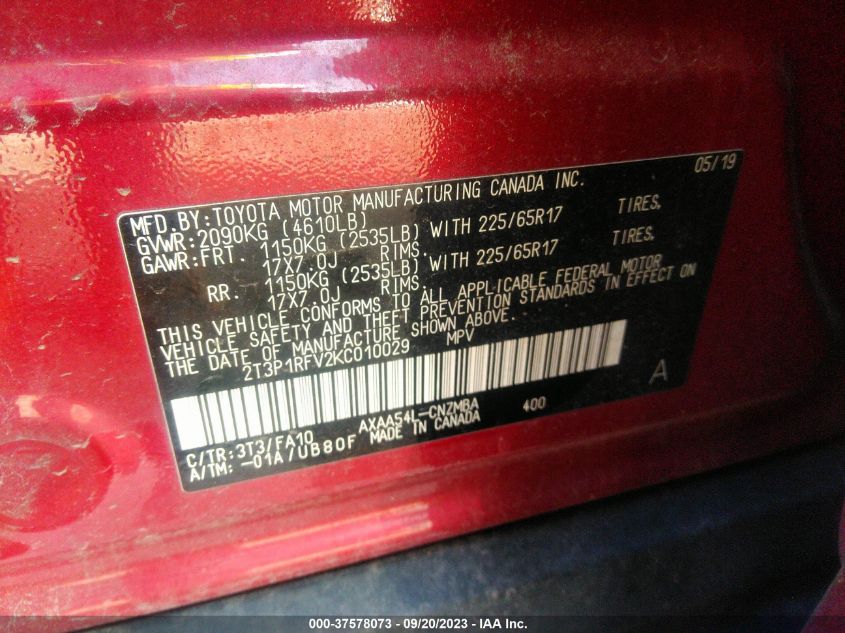 05/19
MFD.BY:TOYOTA MOTOR MANUFACTURING CANADA INC.
GVWR:2090KG (4610LB)
GAWR:FRT. 1150KG (2535LB) WITH 225/65R17 TIRES.
17X7.0J RIMS.
RR. 1150KG (2535LB) WITH 225/65R17 TIRES.
17X7.0J RIMS.
THIS VEHICLE CONFORMS TO ALL APPLICABLE FEDERAL MOTOR
VEHICLE SAFETY AND THEFT PREVENTION STANDARDS IN EFFECT ON
THE DATE OF MANUFACTURE SHOWN ABOVE.
2T3P1RFV2KC010029 MPV
A
AXAA54L-CNZMBA 400
C/TR:3T3/FA10 MADE IN CANADA
A/TM:-01A/UB80F
000-37578073 - 09/20/2023 - IAA Inc.